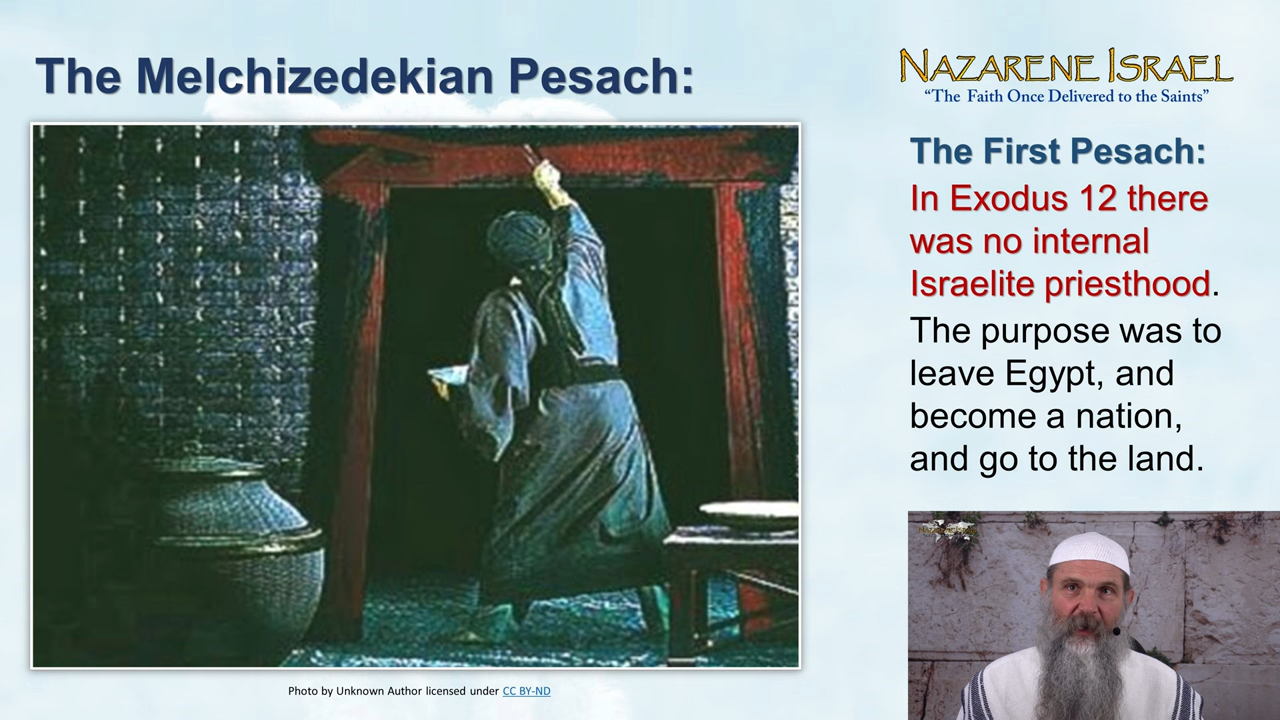 The Melchizedekian Pesach:
NAZARENE ISRAEL
“The Faith Once Delivered to the Saints”
The First Pesach:
In Exodus 12 there
was no internal
Israelite priesthood.
The purpose was to
leave Egypt, and
become a nation,
and go to the land.
Photo by Unknown Author licensed under CC BY-ND